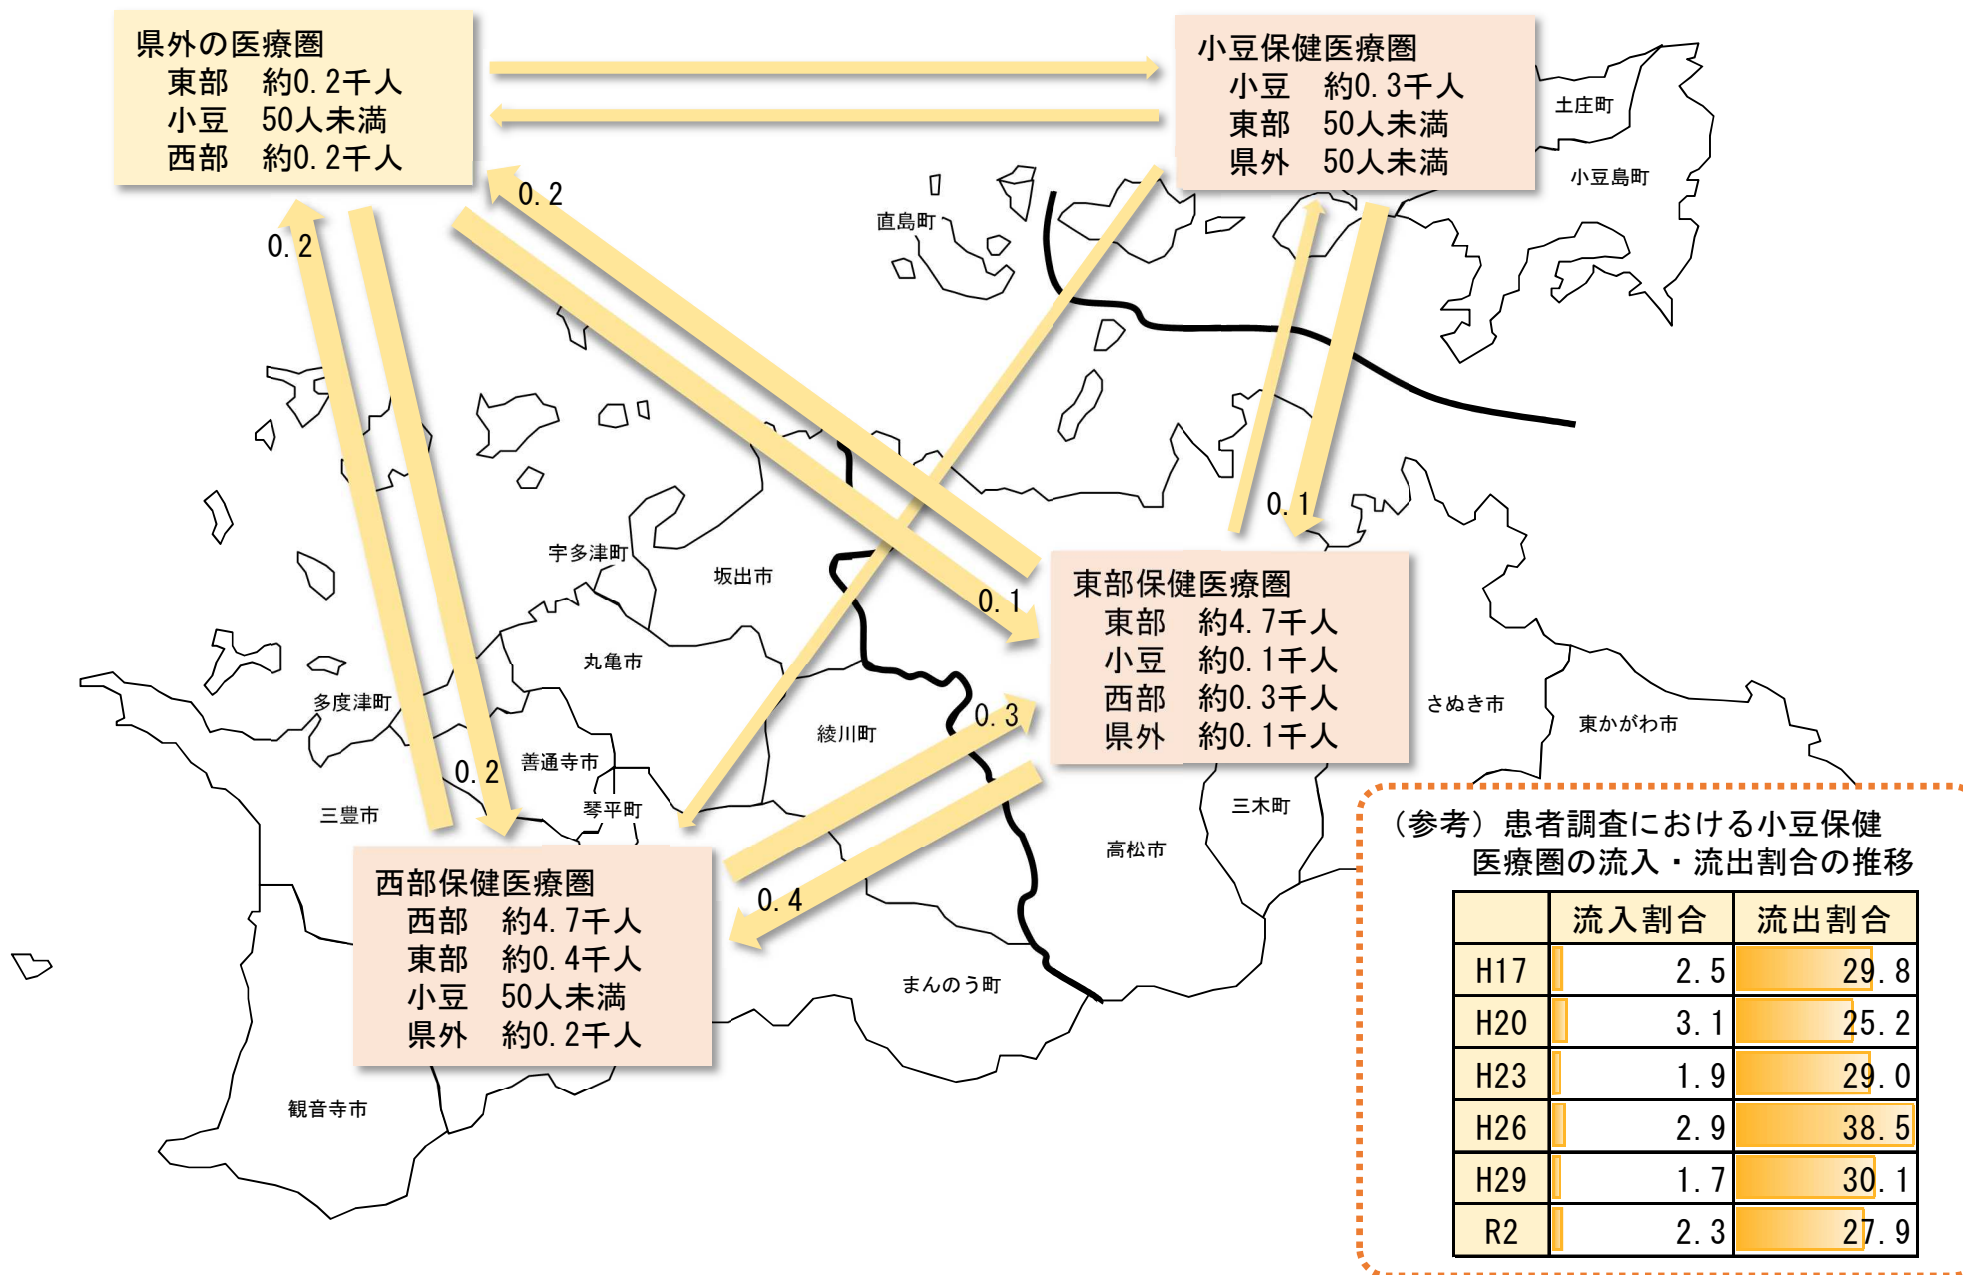 県外の医療圏
東部 約0.2千人
小豆 50人未満
西部 約0.2千人
小豆保健医療圏
小豆 約0.3千人
東部 50人未満
県外 50人未満
土庄町
小豆島町
直島町
0.2
0.2
0.1
0.1
宇多津町
坂出市
東部保健医療圏
東部 約4.7千人
小豆 約0.1千人
西部 約0.3千人
県外 約0.1千人
丸亀市
多度津町
綾川町
0.3
さぬき市
東かがわ市
善通寺市
0.2
琴平町
三豊市
三木町
高松市
0.4
西部保健医療圏
西部 約4.7千人
東部 約0.4千人
小豆 50人未満
県外 約0.2千人
まんのう町
観音寺市
(参考)患者調査における小豆保健
医療圏の流入・流出割合の推移
流入割合 流出割合
H17 2.5 29.8
H20 3.1 25.2
H23 1.9 29.0
H26 2.9 38.5
H29 1.7 30.1
R2 2.3 27.9